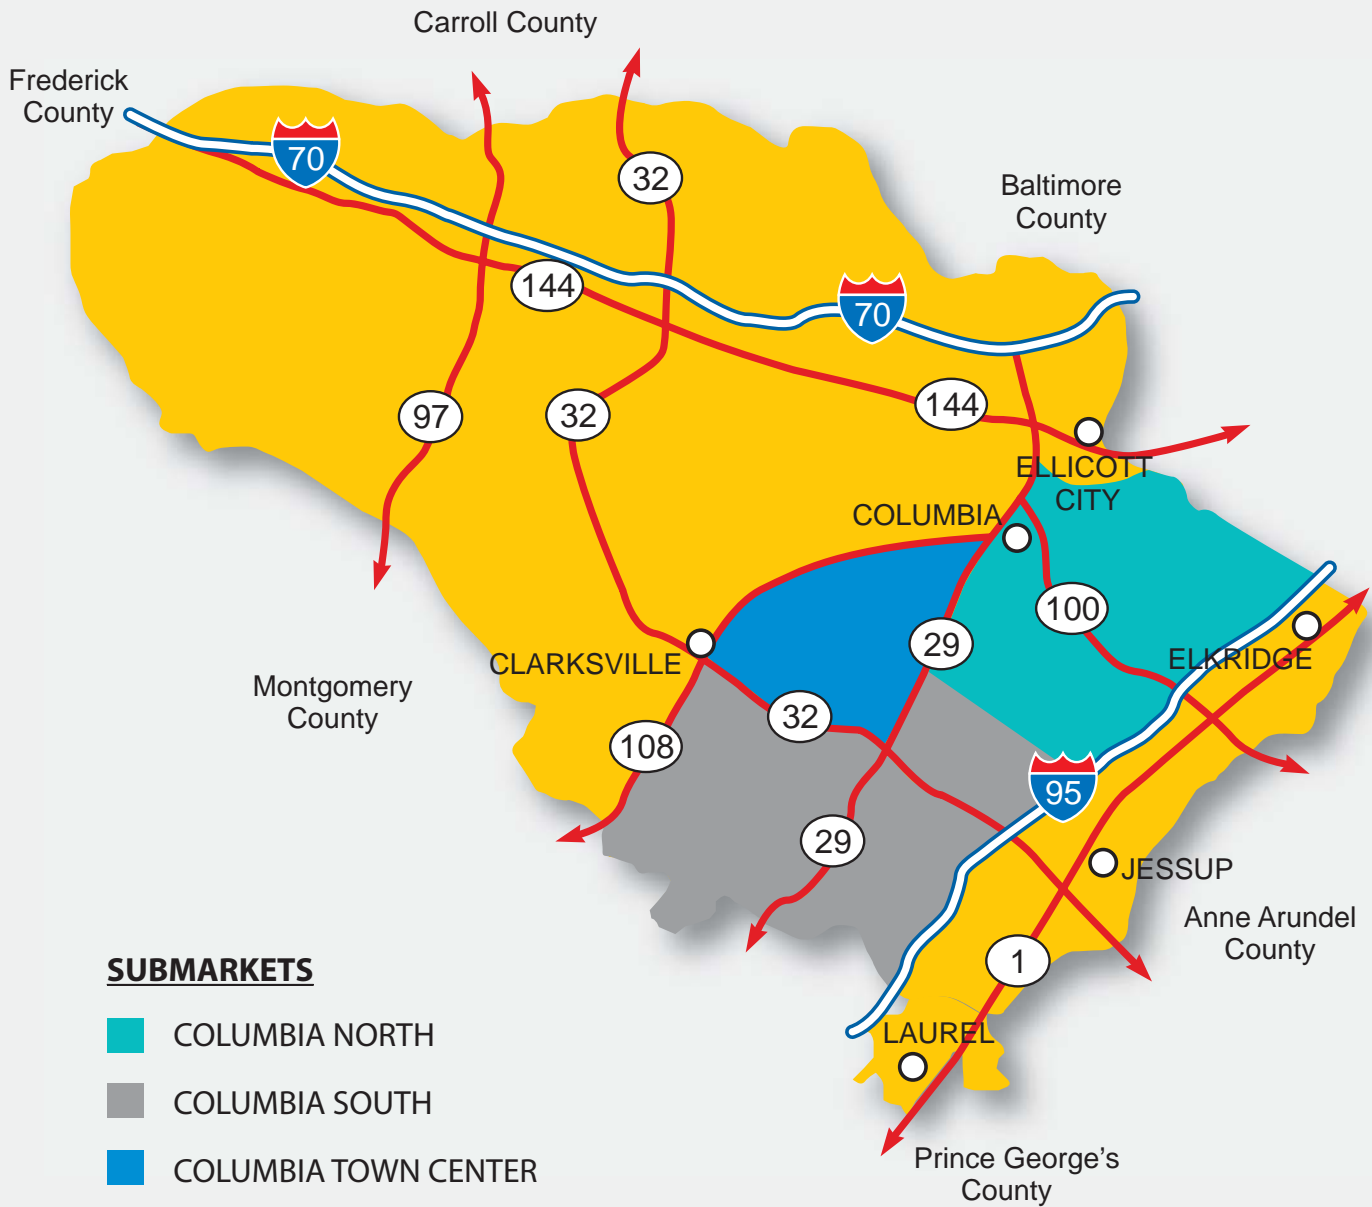 Carroll County
Frederick
County
70
32
Baltimore
County
144
70
97
32
144
ELLICOTT
CITY
COLUMBIA
100
29
CLARKSVILLE
ELKRIDGE
Montgomery
County
32
108
95
29
JESSUP
Anne Arundel
County
1
SUBMARKETS
COLUMBIA NORTH
LAUREL
COLUMBIA SOUTH
COLUMBIA TOWN CENTER
Prince George's
County